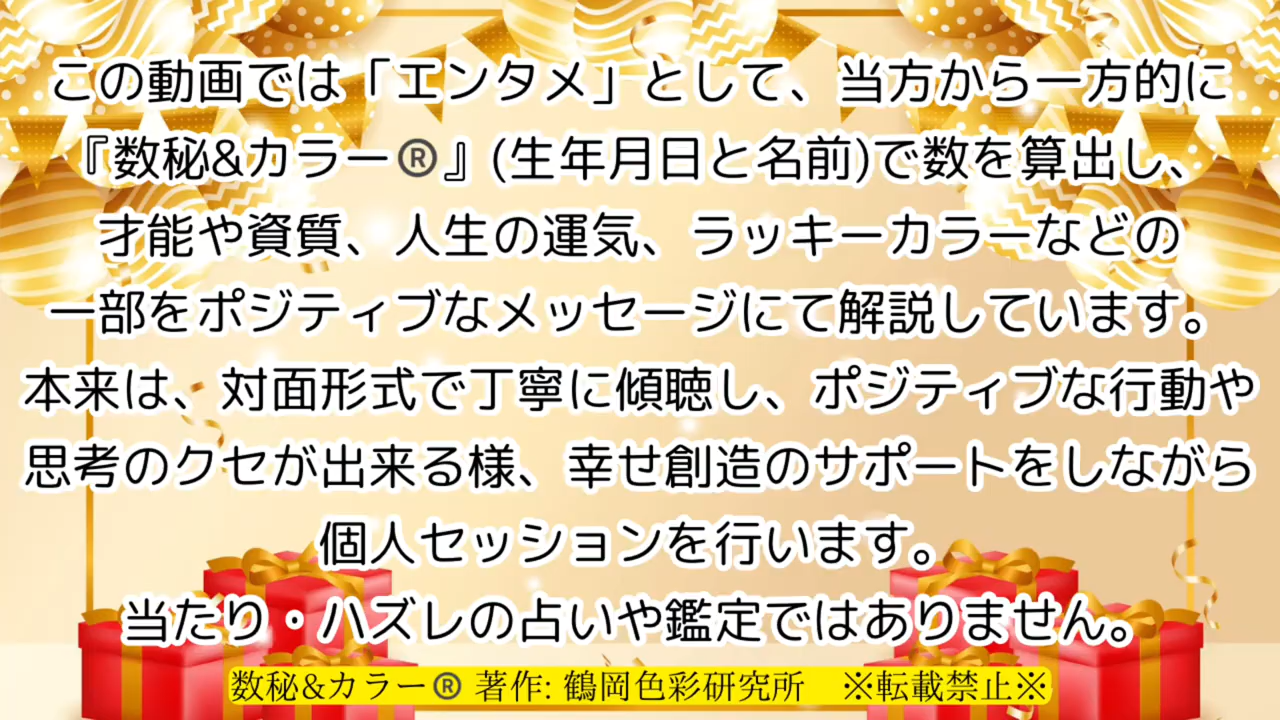 この動画では「エンタメ」として、当方から一方的に
『数秘&カラー®』(生年月日と名前)で数を算出し、
才能や資質、人生の運気、ラッキーカラーなどの
一部をポジティブなメッセージにて解説しています。
本来は、対面形式で丁寧に傾聴し、ポジティブな行動や
思考のクセが出来る様、幸せ創造のサポートをしながら
個人セッションを行います。
当たり・ハズレの占いや鑑定ではありません。
数秘&カラー® 著作: 鶴岡色彩研究所　※転載禁止※